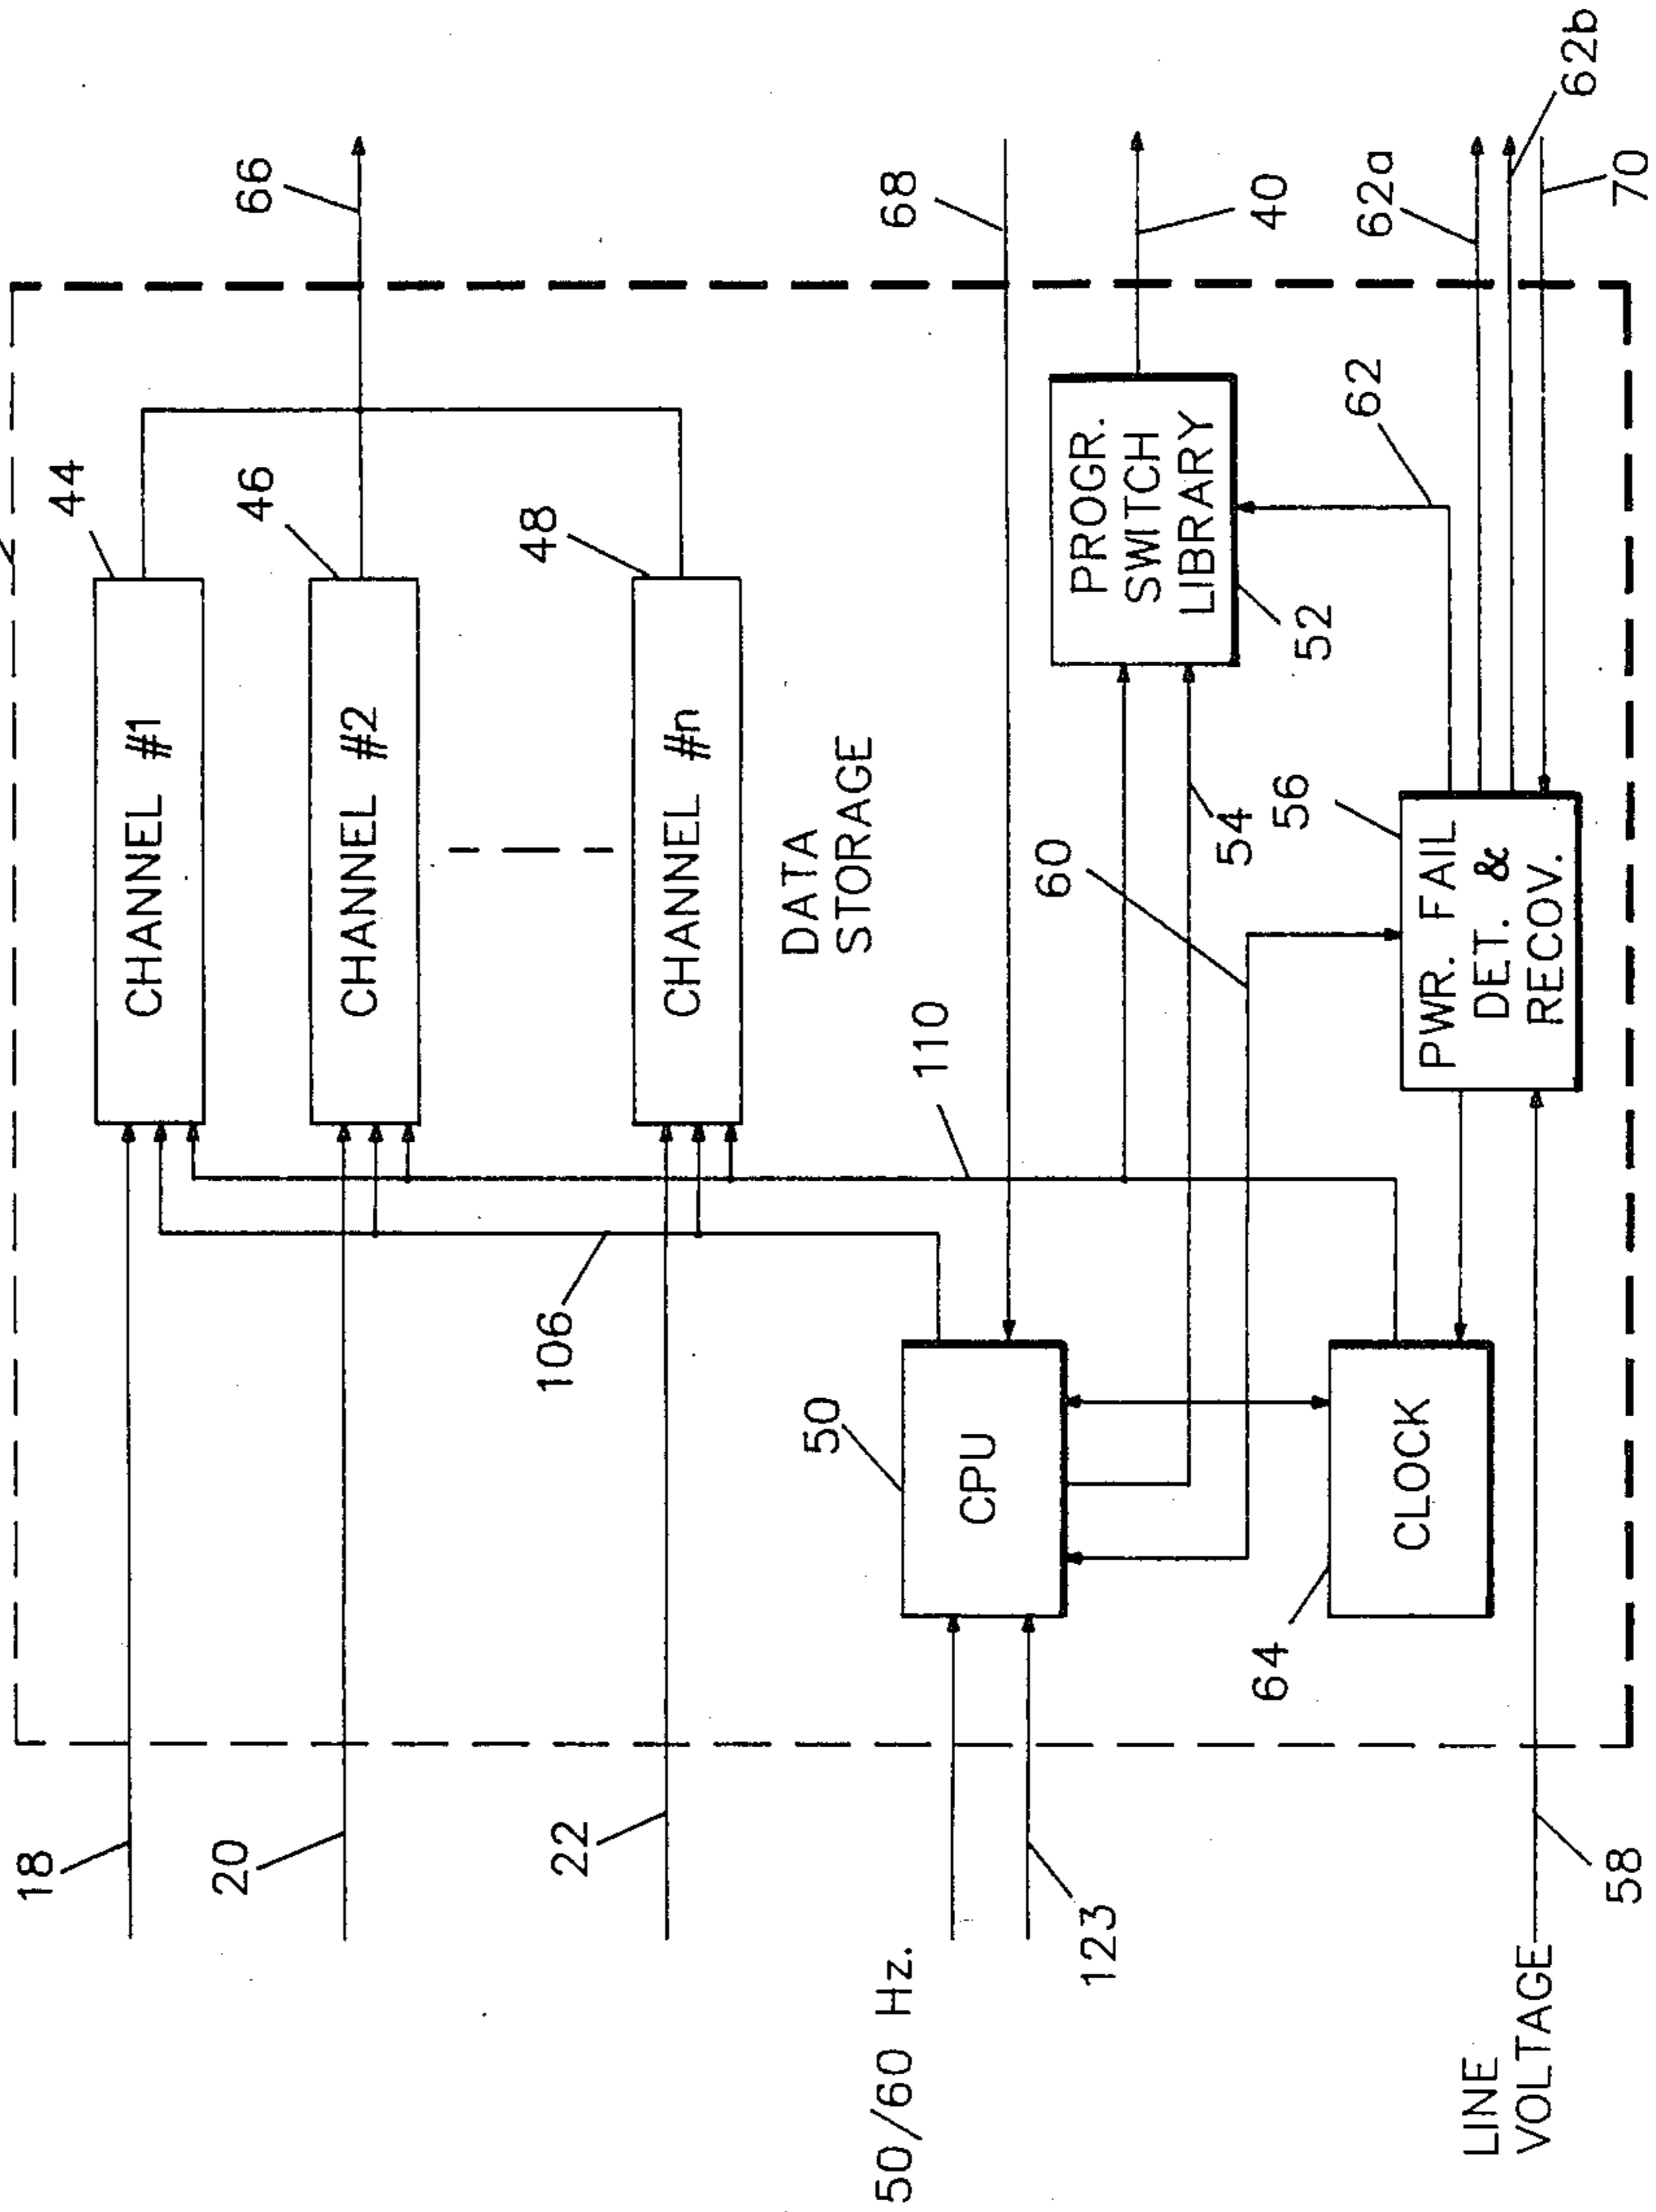 18
20
22
50/60 Hz.
123
LINE
VOLTAGE
58
44
CHANNEL #1
46
CHANNEL #2
48
CHANNEL #n
DATA
STORAGE
66
106
110
68
50
CPU
60
54
PROGR.
SWITCH
LIBRARY
52
40
62
64
CLOCK
56
PWR. FAIL
DET. &
RECOV.
62a
62b
70